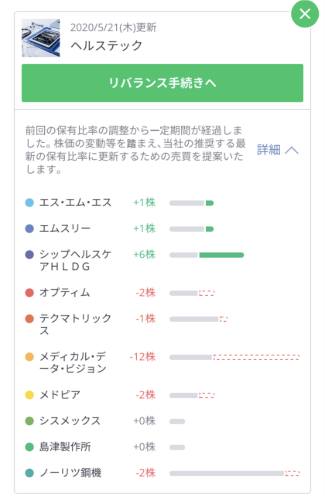 2020/5/21(木)更新
ヘルステック
リバランス手続きへ
前回の保有比率の調整から一定期間が経過しま
した。株価の変動等を踏まえ、当社の推奨する最
新の保有比率に更新するための売買を提案いた
します。
詳細
エス・エム・エス +1株
エムスリー +1株
シップヘルスケ +6株
アHLDG
オプティム -2株
テクマトリック -1株
ス
メディカル・デ -12株
ータ・ビジョン
メドピア -2株
シスメックス +0株
島津製作所 +0株
ノーリツ鋼機 -2株